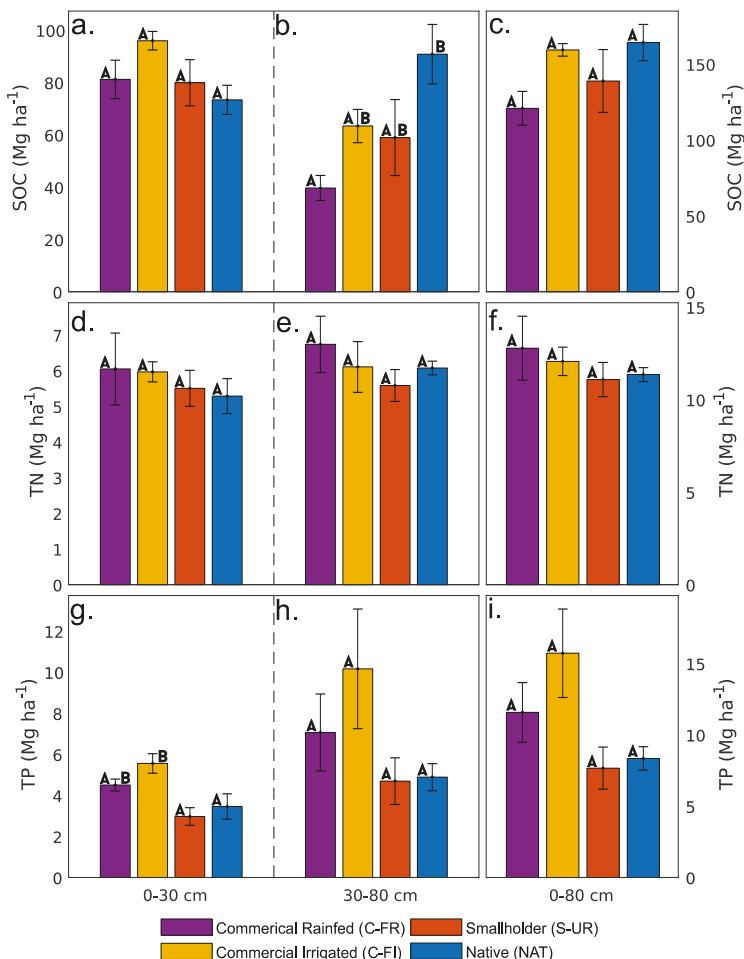 a. b. c.
100
80
60
40
20
0
SOC (Mg ha-1)
A A A A
A A B A B B
A A A A
150
100
50
0
SOC (Mg ha-1)
d. e. f.
7
6
5
4
3
2
1
0
TN (Mg ha-1)
A A A A
A A A A
A A A A
15
10
5
0
TN (Mg ha-1)
g. h. i.
12
10
8
6
4
2
0
TP (Mg ha-1)
A B B A A
A A A A
A A A A
15
10
5
0
TP (Mg ha-1)
0-30 cm 30-80 cm 0-80 cm
Commerical Rainfed (C-FR) Smallholder (S-UR)
Commercial Irrigated (C-FI) Native (NAT)